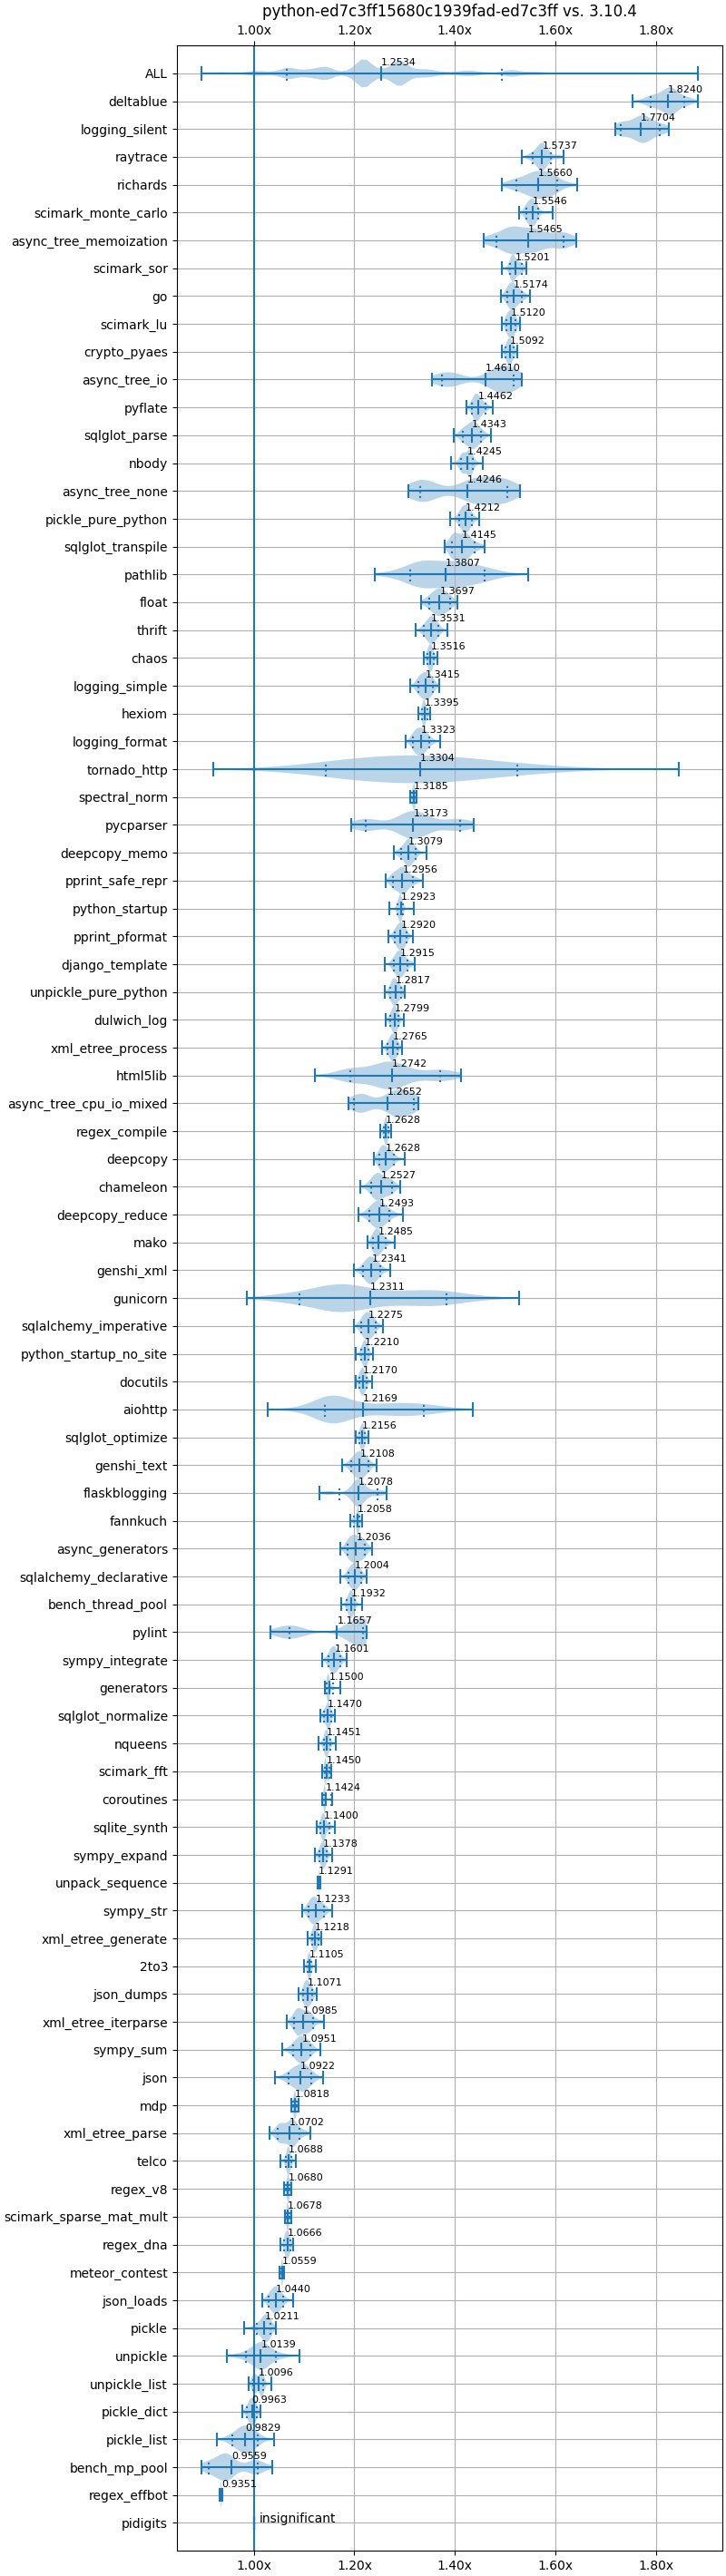 python-ed7c3ff15680c1939fad-ed7c3ff vs. 3.10.4
1.00x 1.20x 1.40x 1.60x 1.80x
ALL 1.2534
deltablue 1.8240
logging_silent 1.7704
raytrace 1.5737
richards 1.5660
scimark_monte_carlo 1.5546
async_tree_memoization 1.5465
scimark_sor 1.5201
go 1.5174
scimark_lu 1.5120
crypto_pyaes 1.5092
async_tree_io 1.4610
pyflate 1.4462
sqlglot_parse 1.4343
nbody 1.4245
async_tree_none 1.4246
pickle_pure_python 1.4212
sqlglot_transpile 1.4145
pathlib 1.3807
float 1.3697
thrift 1.3531
chaos 1.3516
logging_simple 1.3415
hexiom 1.3395
logging_format 1.3323
tornado_http 1.3304
spectral_norm 1.3185
pycparser 1.3173
deepcopy_memo 1.3079
pprint_safe_repr 1.2956
python_startup 1.2923
pprint_pformat 1.2920
django_template 1.2915
unpickle_pure_python 1.2817
dulwich_log 1.2799
xml_etree_process 1.2765
html5lib 1.2742
async_tree_cpu_io_mixed 1.2652
regex_compile 1.2628
deepcopy 1.2628
chameleon 1.2527
deepcopy_reduce 1.2493
mako 1.2485
genshi_xml 1.2341
gunicorn 1.2311
sqlalchemy_imperative 1.2275
python_startup_no_site 1.2210
docutils 1.2170
aiohttp 1.2169
sqlglot_optimize 1.2156
genshi_text 1.2108
flaskblogging 1.2078
fannkuch 1.2058
async_generators 1.2036
sqlalchemy_declarative 1.2004
bench_thread_pool 1.1932
pylint 1.1657
sympy_integrate 1.1601
generators 1.1500
sqlglot_normalize 1.1470
nqueens 1.1451
scimark_fft 1.1450
coroutines 1.1424
sqlite_synth 1.1400
sympy_expand 1.1378
unpack_sequence 1.1291
sympy_str 1.1233
xml_etree_generate 1.1218
2to3 1.1105
json_dumps 1.1071
xml_etree_iterparse 1.0985
sympy_sum 1.0951
json 1.0922
mdp 1.0818
xml_etree_parse 1.0702
telco 1.0688
regex_v8 1.0680
scimark_sparse_mat_mult 1.0678
regex_dna 1.0666
meteor_contest 1.0559
json_loads 1.0440
pickle 1.0211
unpickle 1.0139
unpickle_list 1.0096
pickle_dict 0.9963
pickle_list 0.9829
bench_mp_pool 0.9559
regex_effbot 0.9351
pidigits insignificant
1.00x 1.20x 1.40x 1.60x 1.80x